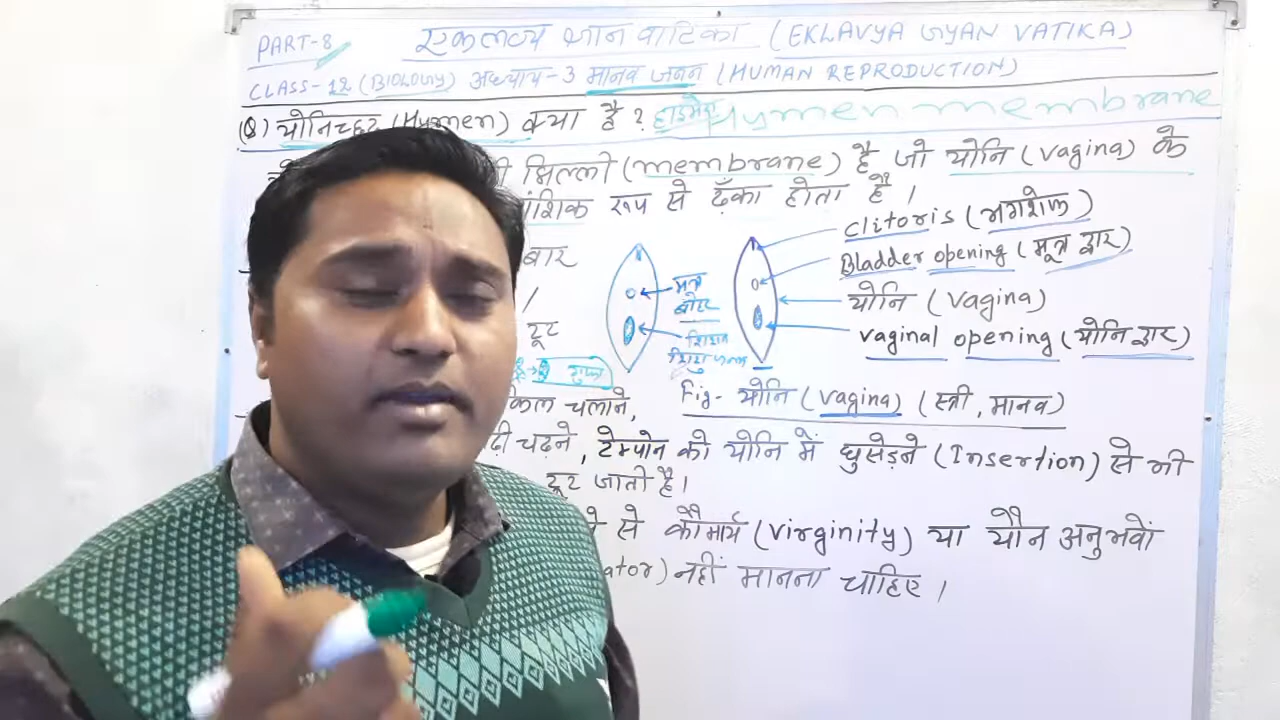 PART-8 एकलव्य ज्ञान वाटिका (EKLAVYA GYAN VATIKA)
CLASS-12 (BIOLOGY) अध्याय-3 मानव जनन (HUMAN REPRODUCTION)
(Q) योनिच्छद (Hymen) क्या है? हाइमेन Hymen membrane
झिल्ली (membrane) है जो योनि (vagina) के
आंशिक रूप से ढँका होता है।
बार
टूट
मूत्र
clitoris (भगशेफ)
Bladder opening (मूत्र द्वार)
योनि (vagina)
vaginal opening (योनि द्वार)
Fig- योनि (vagina) (स्त्री, मानव)
चलाने,
चढ़ने, टेम्पोन को योनि में घुसेड़ने (Insertion) से भी
टूट जाती है।
से कौमार्य (virginity) या यौन अनुभवों
ator) नहीं मानना चाहिए।